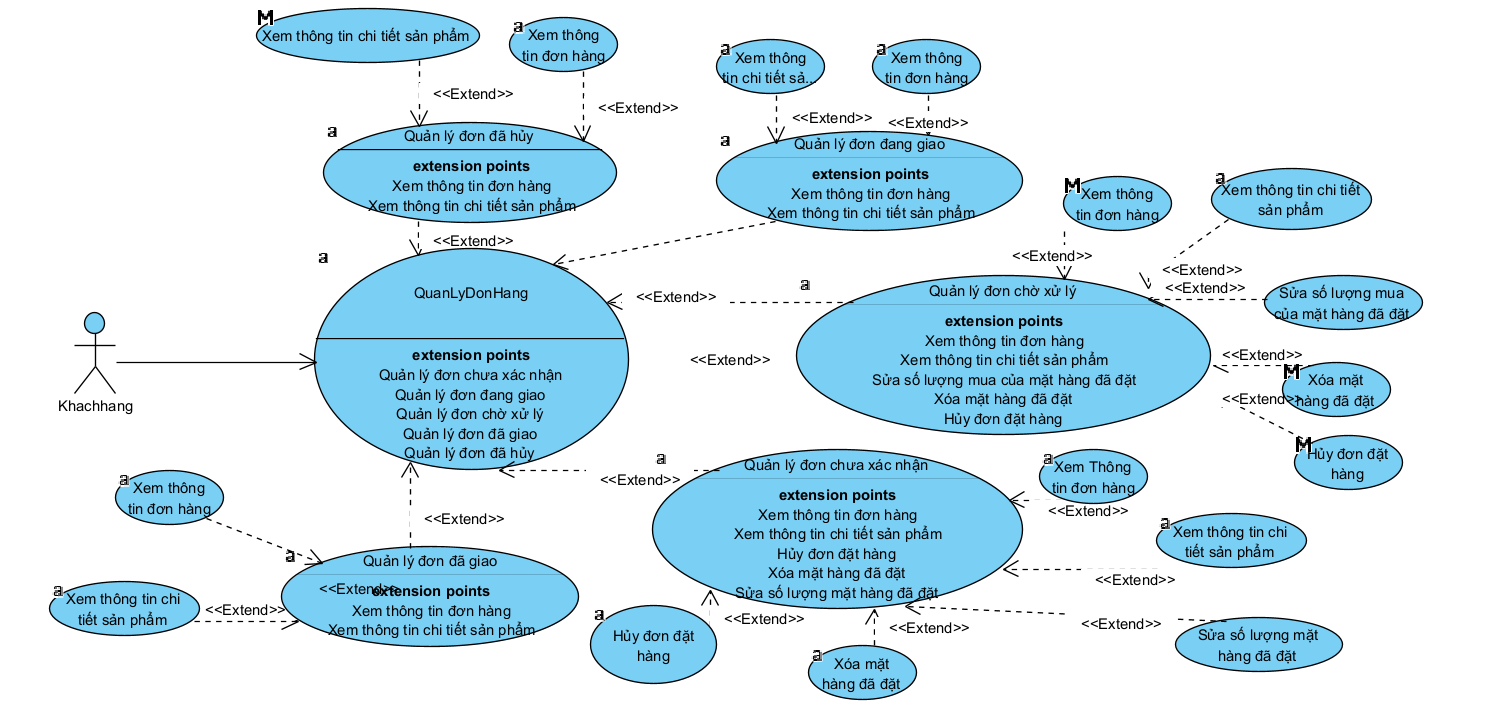 M
Xem thông tin chi tiết sản phẩm
a
Xem thông
tin đơn hàng
<<Extend>>
<<Extend>>
a
Quản lý đơn đã hủy
extension points
Xem thông tin đơn hàng
Xem thông tin chi tiết sản phẩm
<<Extend>>
a
Xem thông
tin chi tiết sả...
a
Xem thông
tin đơn hàng
<<Extend>>
<<Extend>>
a
Quản lý đơn đang giao
extension points
Xem thông tin đơn hàng
Xem thông tin chi tiết sản phẩm
M
Xem thông
tin đơn hàng
a
Xem thông tin chi tiết
sản phẩm
<<Extend>>
<<Extend>>
<<Extend>>
Sửa số lượng mua
của mặt hàng đã đặt
a
QuanLyDonHang
extension points
Quản lý đơn chưa xác nhận
Quản lý đơn đang giao
Quản lý đơn chờ xử lý
Quản lý đơn đã giao
Quản lý đơn đã hủy
Khachhang
<<Extend>>
<<Extend>>
a
Quản lý đơn chờ xử lý
extension points
Xem thông tin đơn hàng
Xem thông tin chi tiết sản phẩm
Sửa số lượng mua của mặt hàng đã đặt
Xóa mặt hàng đã đặt
Hủy đơn đặt hàng
<<Extend>>
M
Xóa mặt
hàng đã đặt
<<Extend>>
M
Hủy đơn đặt
hàng
<<Extend>>
a
Quản lý đơn chưa xác nhận
extension points
Xem thông tin đơn hàng
Xem thông tin chi tiết sản phẩm
Hủy đơn đặt hàng
Xóa mặt hàng đã đặt
Sửa số lượng mặt hàng đã đặt
a
Xem Thông
tin đơn hàng
<<Extend>>
a
Xem thông tin chi
tiết sản phẩm
<<Extend>>
a
Xem thông
tin đơn hàng
<<Extend>>
a
Quản lý đơn đã giao
<<Extend>>
extension points
Xem thông tin đơn hàng
Xem thông tin chi tiết sản phẩm
a
Xem thông tin chi
tiết sản phẩm
<<Extend>>
a
Hủy đơn đặt
hàng
<<Extend>>
a
Xóa mặt
hàng đã đặt
<<Extend>>
<<Extend>>
Sửa số lượng mặt
hàng đã đặt